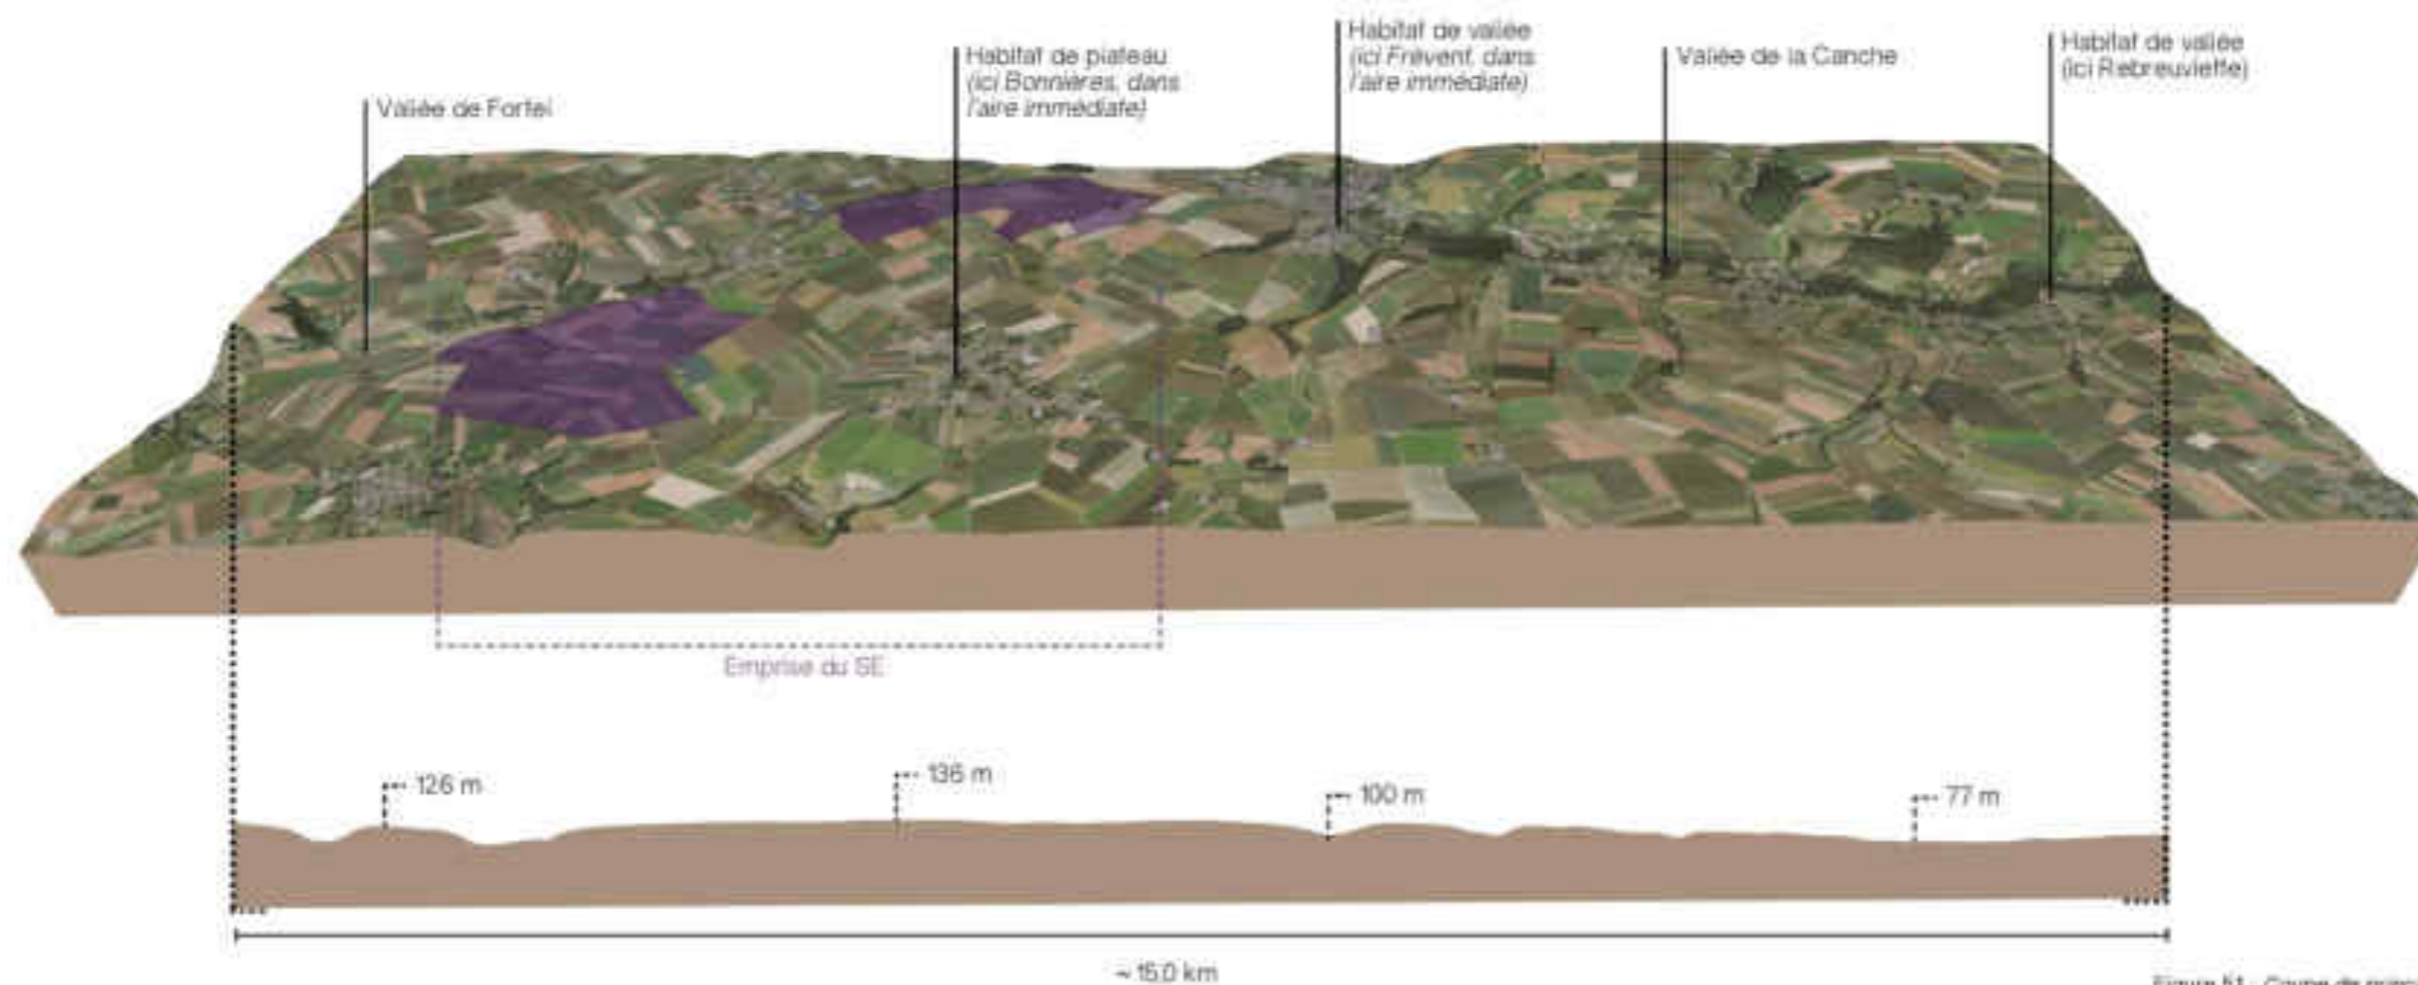 Habitat de vallée
(ici Frévent, dans
l'aire immédiate)
Habitat de vallée
(ici Rebreuviette)
Habitat de plateau
(ici Bonnières, dans
l'aire immédiate)
Vallée de la Canche
Vallée de Fortel
Emprise du SE
136 m
126 m
100 m
77 m
~ 15,0 km
Figure 51 : Coupe de